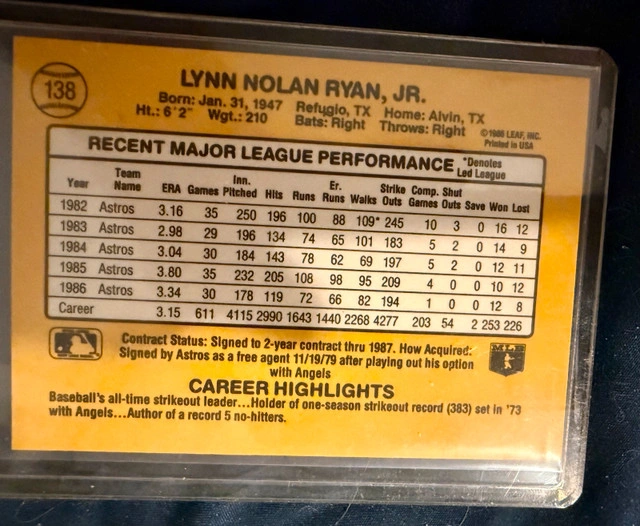 138
LYNN NOLAN RYAN, JR.
Born: Jan. 31, 1947 Refugio, TX Home: Alvin, TX
Ht.: 6'2" Wgt.: 210 Bats: Right Throws: Right
©1986 LEAF, INC.
Printed in USA
RECENT MAJOR LEAGUE PERFORMANCE *Denotes Led League
Year Team Name ERA Games Inn. Pitched Hits Runs Er. Runs Walks Strike Outs Comp. Games Shut Outs Save Won Lost
1982 Astros 3.16 35 250 196 100 88 109* 245 10 3 0 16 12
1983 Astros 2.98 29 196 134 74 65 101 183 5 2 0 14 9
1984 Astros 3.04 30 184 143 78 62 69 197 5 2 0 12 11
1985 Astros 3.80 35 232 205 108 98 95 209 4 0 0 10 12
1986 Astros 3.34 30 178 119 72 66 82 194 1 0 0 12 8
Career 3.15 611 4115 2990 1643 1440 2268 4277 203 54 2 253 226
Contract Status: Signed to 2-year contract thru 1987. How Acquired:
Signed by Astros as a free agent 11/19/79 after playing out his option
with Angels
MLB
CAREER HIGHLIGHTS
Baseball's all-time strikeout leader...Holder of one-season strikeout record (383) set in '73
with Angels...Author of a record 5 no-hitters.